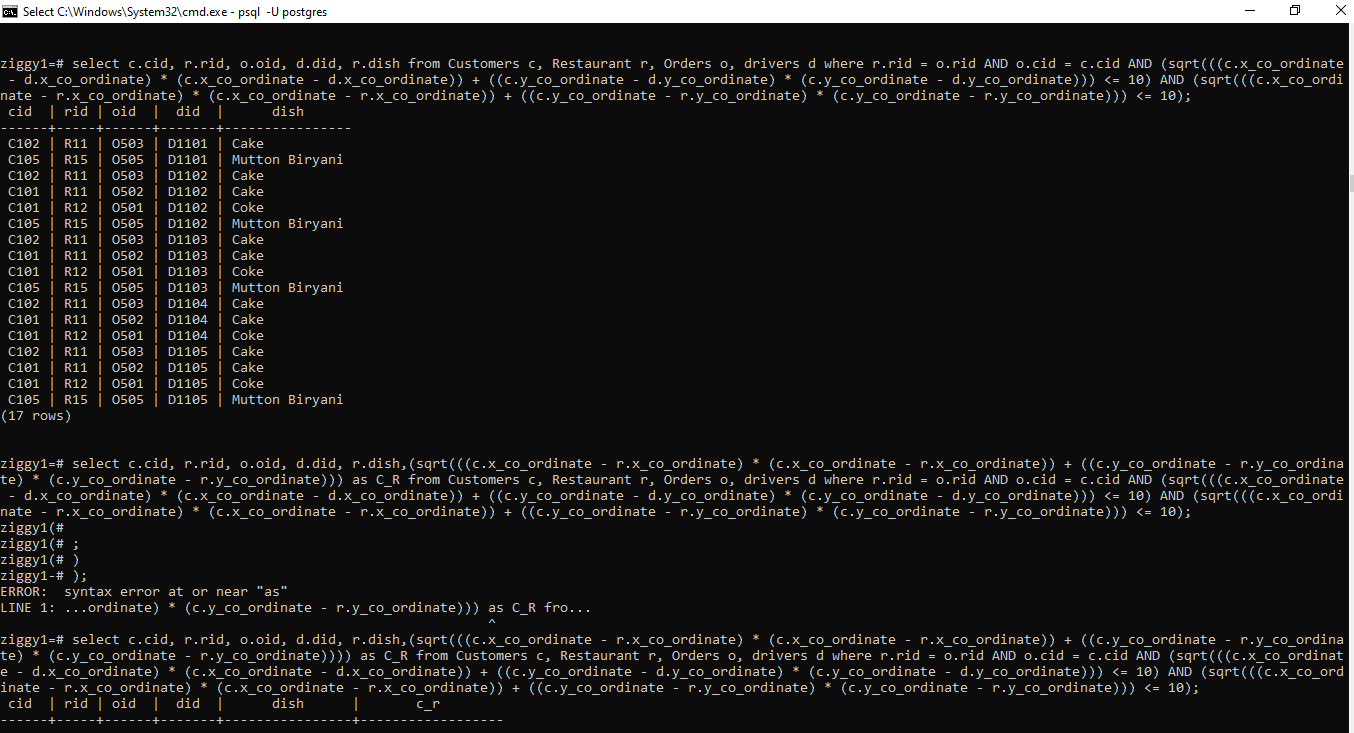 Select C:\Windows\System32\cmd.exe - psql  -U postgres
ziggy1=# select c.cid, r.rid, o.oid, d.did, r.dish from Customers c, Restaurant r, Orders o, drivers d where r.rid = o.rid AND o.cid = c.cid AND (sqrt(((c.x_co_ordinate
 - d.x_co_ordinate) * (c.x_co_ordinate - d.x_co_ordinate)) + ((c.y_co_ordinate - d.y_co_ordinate) * (c.y_co_ordinate - d.y_co_ordinate))) <= 10) AND (sqrt(((c.x_co_ordi
nate - r.x_co_ordinate) * (c.x_co_ordinate - r.x_co_ordinate)) + ((c.y_co_ordinate - r.y_co_ordinate) * (c.y_co_ordinate - r.y_co_ordinate))) <= 10);
 cid  | rid | oid  |  did  |      dish
------+-----+------+-------+----------------
 C102 | R11 | O503 | D1101 | Cake
 C105 | R15 | O505 | D1101 | Mutton Biryani
 C102 | R11 | O503 | D1102 | Cake
 C101 | R11 | O502 | D1102 | Cake
 C101 | R12 | O501 | D1102 | Coke
 C105 | R15 | O505 | D1102 | Mutton Biryani
 C102 | R11 | O503 | D1103 | Cake
 C101 | R11 | O502 | D1103 | Cake
 C101 | R12 | O501 | D1103 | Coke
 C105 | R15 | O505 | D1103 | Mutton Biryani
 C102 | R11 | O503 | D1104 | Cake
 C101 | R11 | O502 | D1104 | Cake
 C101 | R12 | O501 | D1104 | Coke
 C102 | R11 | O503 | D1105 | Cake
 C101 | R11 | O502 | D1105 | Cake
 C101 | R12 | O501 | D1105 | Coke
 C105 | R15 | O505 | D1105 | Mutton Biryani
(17 rows)
ziggy1=# select c.cid, r.rid, o.oid, d.did, r.dish,(sqrt(((c.x_co_ordinate - r.x_co_ordinate) * (c.x_co_ordinate - r.x_co_ordinate)) + ((c.y_co_ordinate - r.y_co_ordina
te) * (c.y_co_ordinate - r.y_co_ordinate))) as C_R from Customers c, Restaurant r, Orders o, drivers d where r.rid = o.rid AND o.cid = c.cid AND (sqrt(((c.x_co_ordinate
 - d.x_co_ordinate) * (c.x_co_ordinate - d.x_co_ordinate)) + ((c.y_co_ordinate - d.y_co_ordinate) * (c.y_co_ordinate - d.y_co_ordinate))) <= 10) AND (sqrt(((c.x_co_ordi
nate - r.x_co_ordinate) * (c.x_co_ordinate - r.x_co_ordinate)) + ((c.y_co_ordinate - r.y_co_ordinate) * (c.y_co_ordinate - r.y_co_ordinate))) <= 10);
ziggy1(#
ziggy1(# ;
ziggy1(# )
ziggy1-# );
ERROR:  syntax error at or near "as"
LINE 1: ...ordinate) * (c.y_co_ordinate - r.y_co_ordinate))) as C_R fro...
                                                             ^
ziggy1=# select c.cid, r.rid, o.oid, d.did, r.dish,(sqrt(((c.x_co_ordinate - r.x_co_ordinate) * (c.x_co_ordinate - r.x_co_ordinate)) + ((c.y_co_ordinate - r.y_co_ordina
te) * (c.y_co_ordinate - r.y_co_ordinate)))) as C_R from Customers c, Restaurant r, Orders o, drivers d where r.rid = o.rid AND o.cid = c.cid AND (sqrt(((c.x_co_ordinat
e - d.x_co_ordinate) * (c.x_co_ordinate - d.x_co_ordinate)) + ((c.y_co_ordinate - d.y_co_ordinate) * (c.y_co_ordinate - d.y_co_ordinate))) <= 10) AND (sqrt(((c.x_co_ord
inate - r.x_co_ordinate) * (c.x_co_ordinate - r.x_co_ordinate)) + ((c.y_co_ordinate - r.y_co_ordinate) * (c.y_co_ordinate - r.y_co_ordinate))) <= 10);
 cid  | rid | oid  |  did  |      dish      |       c_r
------+-----+------+-------+----------------+------------------